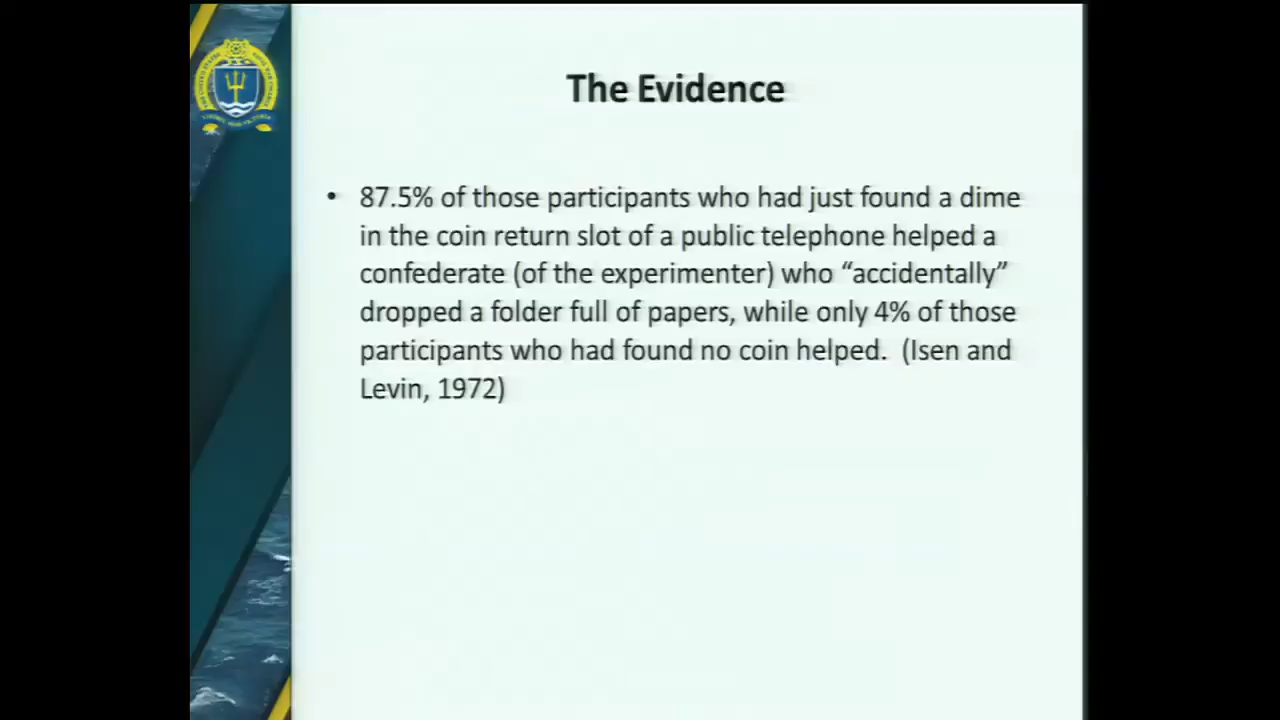 The Evidence
• 87.5% of those participants who had just found a dime
in the coin return slot of a public telephone helped a
confederate (of the experimenter) who “accidentally”
dropped a folder full of papers, while only 4% of those
participants who had found no coin helped.  (Isen and
Levin, 1972)